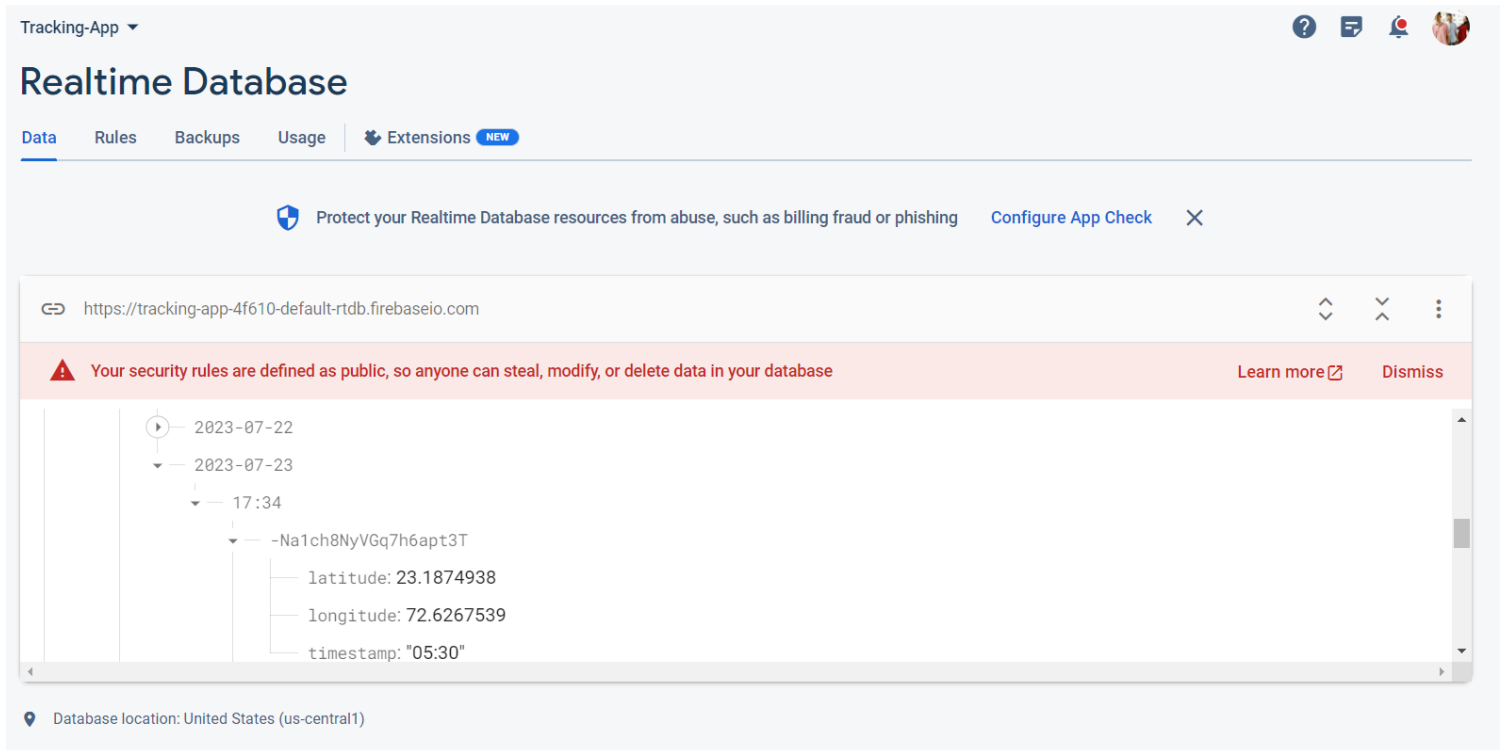 Tracking-App
Realtime Database
Data Rules Backups Usage Extensions NEW
Protect your Realtime Database resources from abuse, such as billing fraud or phishing Configure App Check
https://tracking-app-4f610-default-rtdb.firebaseio.com
Your security rules are defined as public, so anyone can steal, modify, or delete data in your database Learn more Dismiss
2023-07-22
2023-07-23
17:34
-Na1ch8NyVGq7h6apt3T
latitude: 23.1874938
longitude: 72.6267539
timestamp: "05:30"
Database location: United States (us-central1)